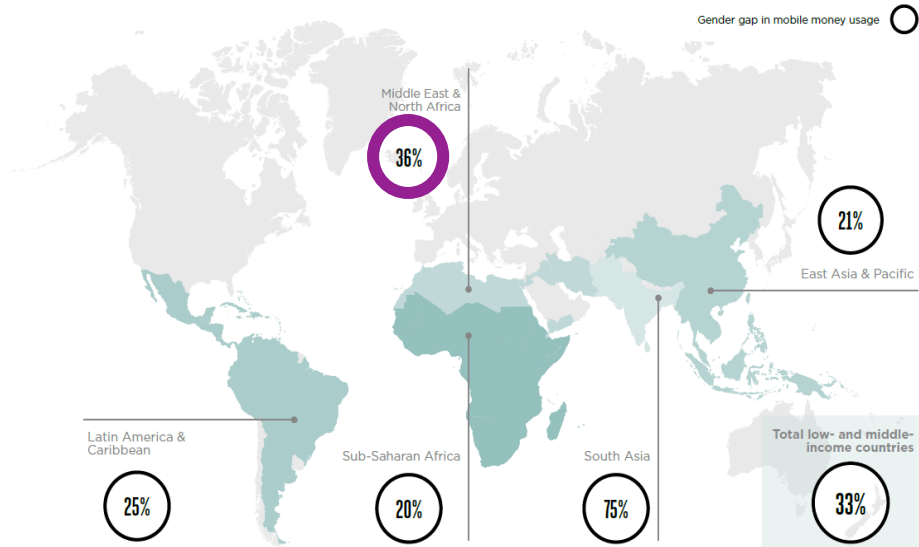 Gender gap in mobile money usage
Middle East &
North Africa
36%
21%
East Asia & Pacific
Latin America &
Caribbean
25%
Sub-Saharan Africa
20%
South Asia
75%
Total low- and middle-
income countries
33%